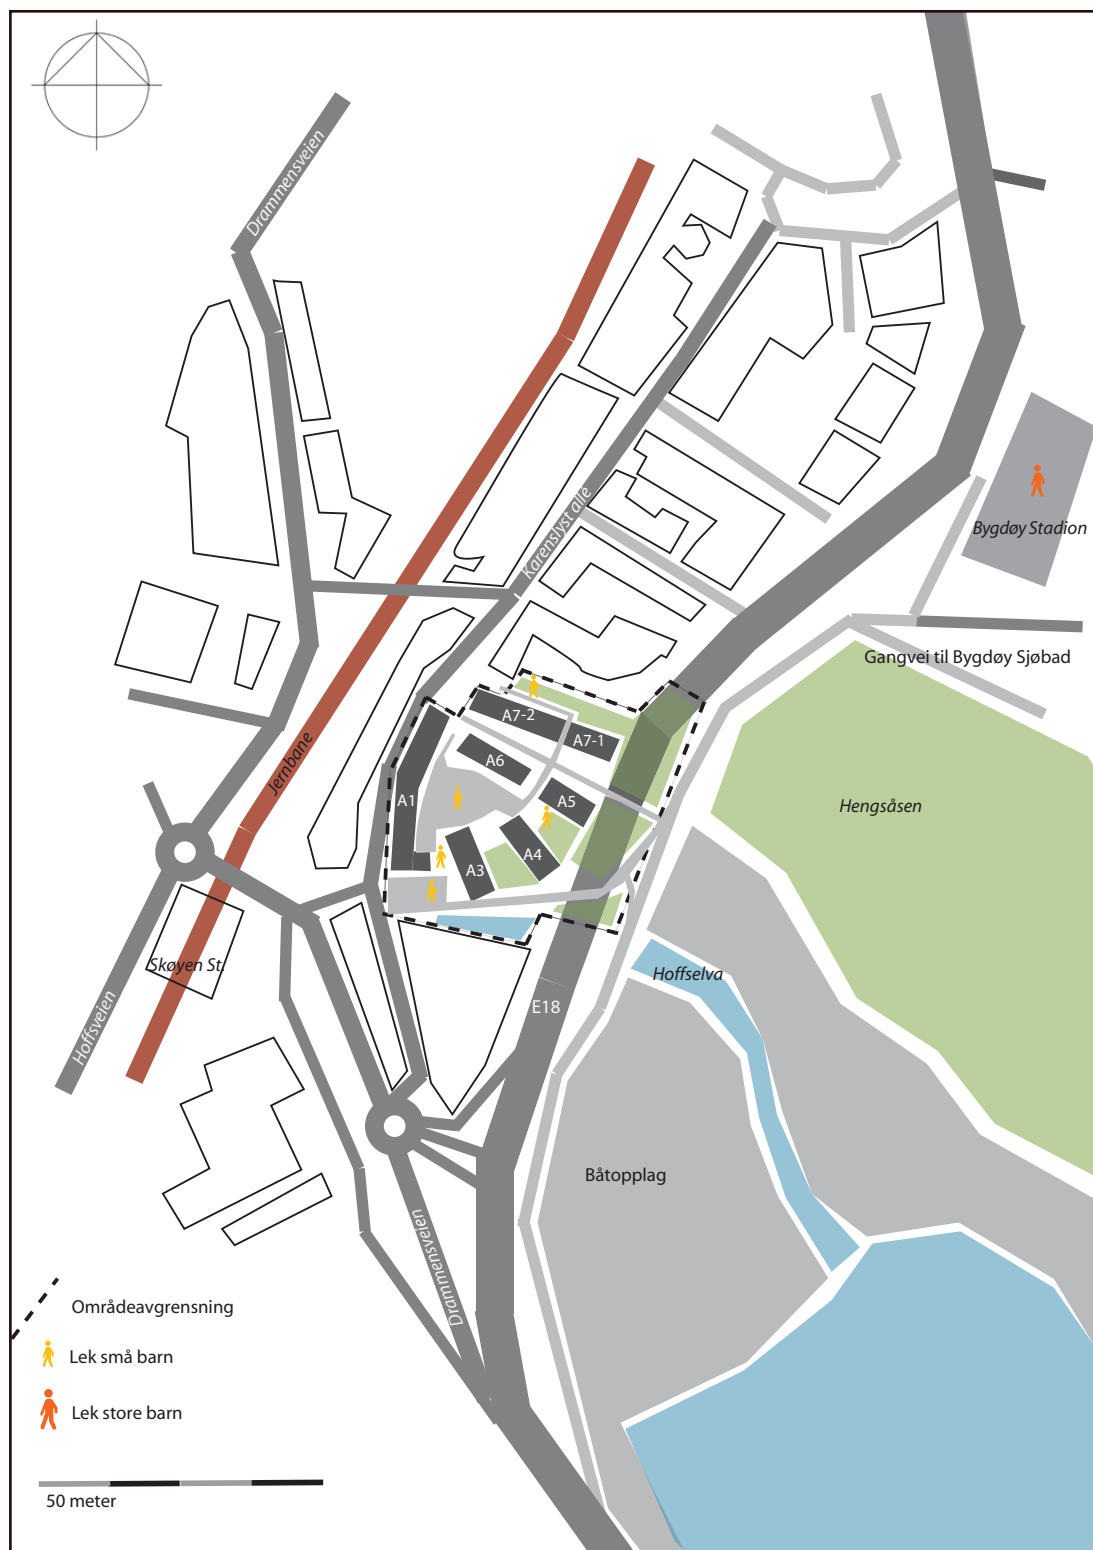 Drammensveien
Karenslyst alle
Bygdøy Stadion
Gangvei til Bygdøy Sjøbad
A7-2
A7-1
A6
Jernbane
A1
A5
Hengsåsen
A4
A3
Skøyen St.
Hoffselva
E18
Hoffsveien
Båtopplag
Drammensveien
Områdeavgrensning
Lek små barn
Lek store barn
50 meter